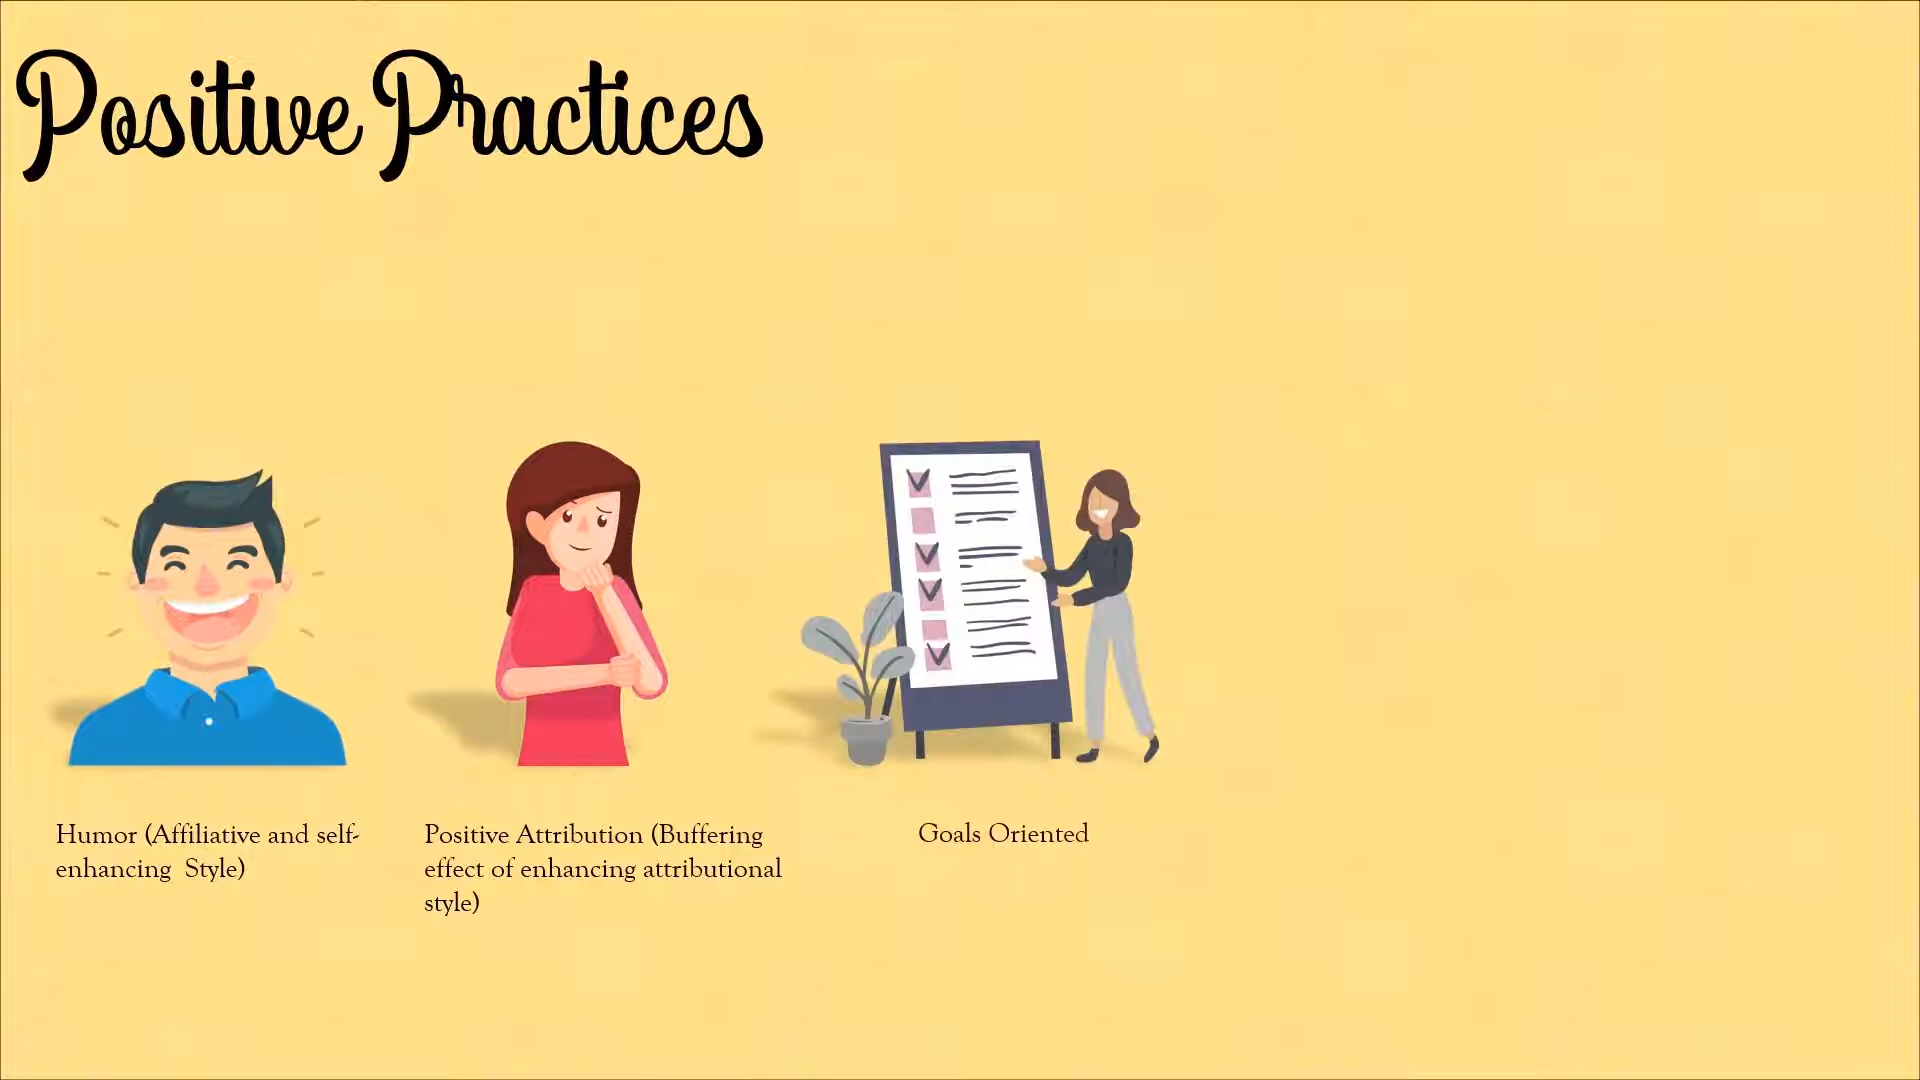 Positive Practices
Humor (Affiliative and self-
enhancing  Style)
Positive Attribution (Buffering
effect of enhancing attributional
style)
Goals Oriented